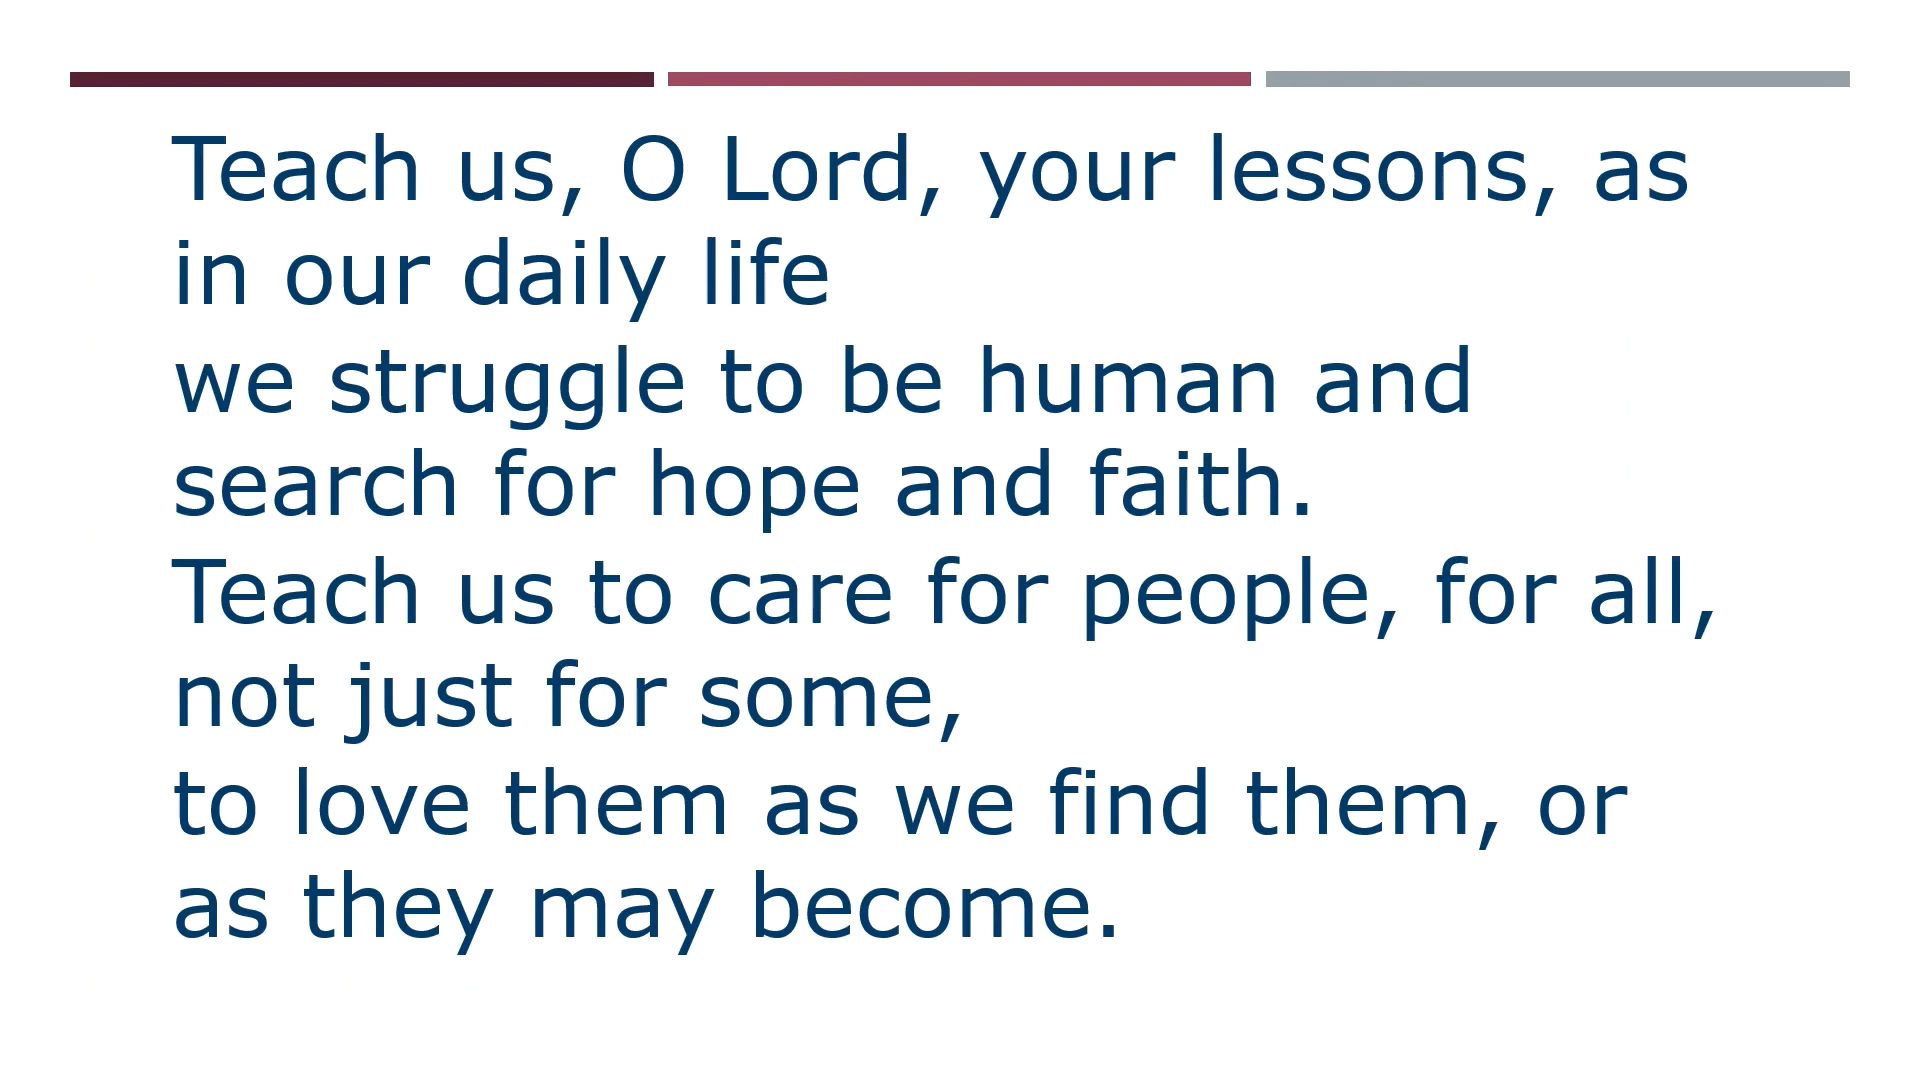 Teach us, O Lord, your lessons, as
in our daily life
we struggle to be human and
search for hope and faith.
Teach us to care for people, for all,
not just for some,
to love them as we find them, or
as they may become.